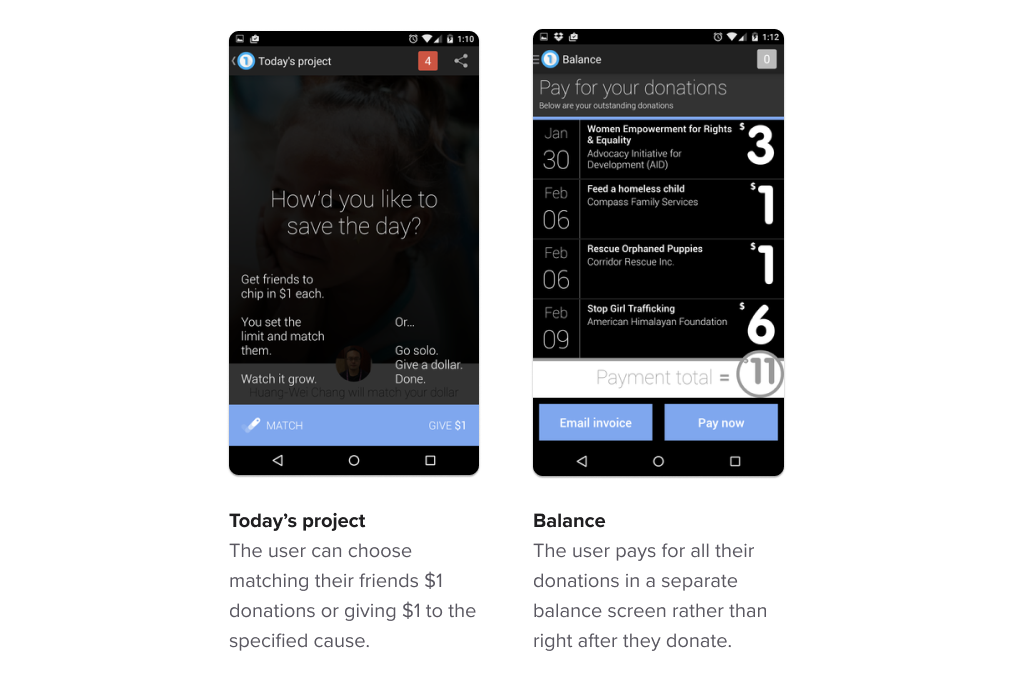 1:10
Today's project
4
How'd you like to
save the day?
Get friends to
chip in $1 each.
You set the
limit and match
them.
Watch it grow.
Or...
Go solo.
Give a dollar.
Done.
Huang-Wei Chang will match your dollar
MATCH
GIVE $1
Today’s project
The user can choose
matching their friends $1
donations or giving $1 to the
specified cause.
1:12
Balance
0
Pay for your donations
Below are your outstanding donations
Jan
30
Women Empowerment for Rights
& Equality
Advocacy Initiative for
Development (AID)
$3
Feb
06
Feed a homeless child
Compass Family Services
$1
Feb
06
Rescue Orphaned Puppies
Corridor Rescue Inc.
$1
Feb
09
Stop Girl Trafficking
American Himalayan Foundation
$6
Payment total = $11
Email invoice
Pay now
Balance
The user pays for all their
donations in a separate
balance screen rather than
right after they donate.